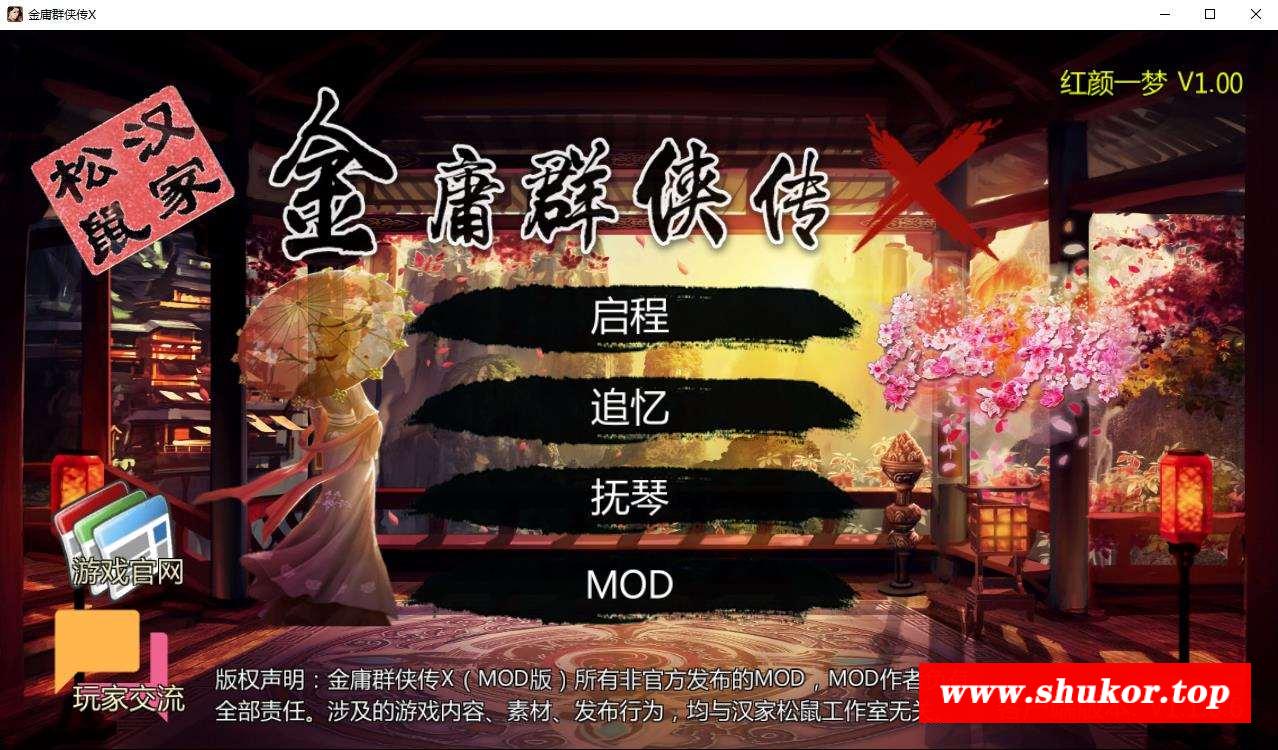 金庸群侠传X
红颜一梦 V1.00
汉家松鼠
金庸群侠传X
启程
追忆
抚琴
MOD
游戏官网
玩家交流
版权声明：金庸群侠传X（MOD版）所有非官方发布的MOD，MOD作者
全部责任。涉及的游戏内容、素材、发布行为，均与汉家松鼠工作室无关
www.shukor.top